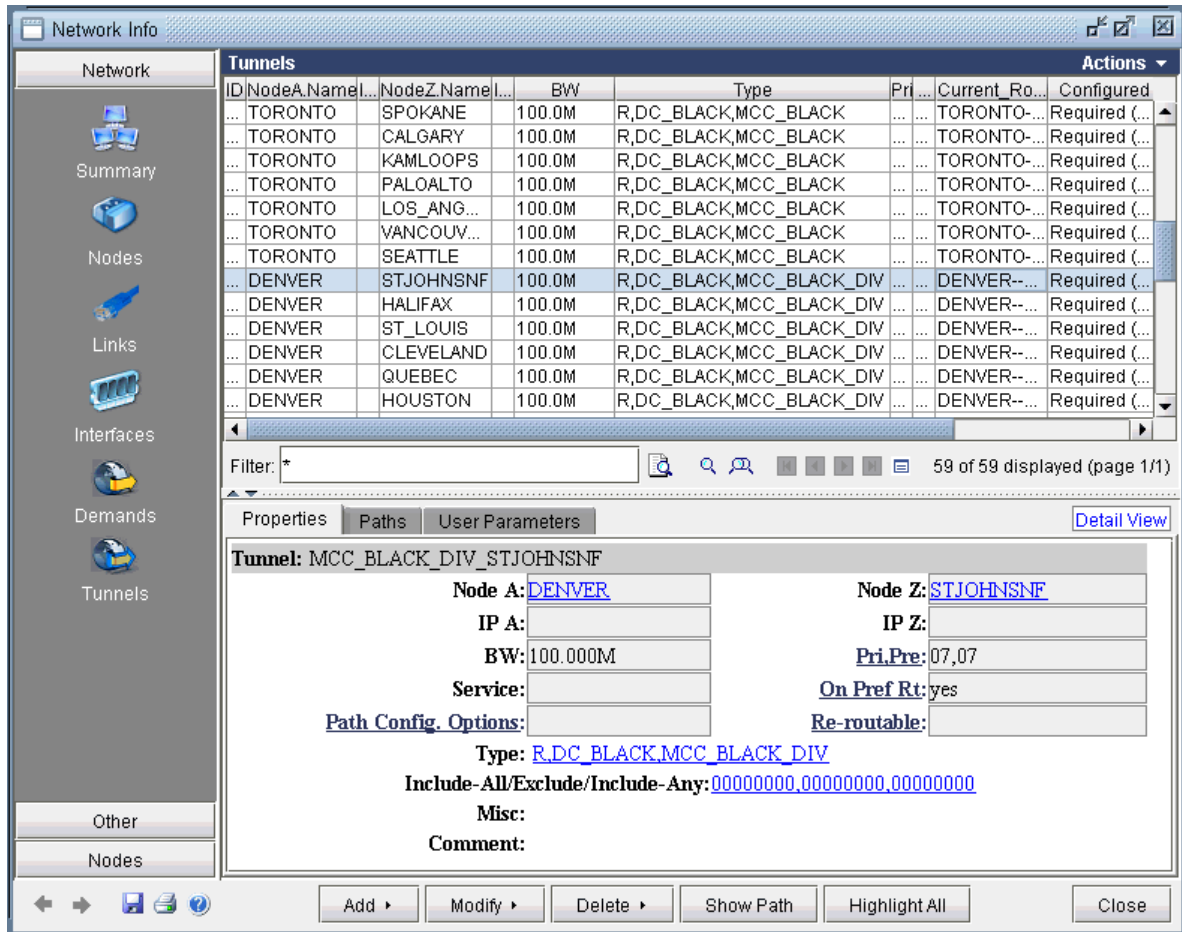 Network Info
Network
Summary
Nodes
Links
Interfaces
Demands
Tunnels
Other
Nodes
Tunnels Actions
ID NodeA.Name I... NodeZ.Name I... BW Type Pri ... Current_Ro... Configured
... TORONTO SPOKANE 100.0M R,DC_BLACK,MCC_BLACK ... ... TORONTO-... Required (...
... TORONTO CALGARY 100.0M R,DC_BLACK,MCC_BLACK ... ... TORONTO-... Required (...
... TORONTO KAMLOOPS 100.0M R,DC_BLACK,MCC_BLACK ... ... TORONTO-... Required (...
... TORONTO PALOALTO 100.0M R,DC_BLACK,MCC_BLACK ... ... TORONTO-... Required (...
... TORONTO LOS_ANG... 100.0M R,DC_BLACK,MCC_BLACK ... ... TORONTO-... Required (...
... TORONTO VANCOUV... 100.0M R,DC_BLACK,MCC_BLACK ... ... TORONTO-... Required (...
... TORONTO SEATTLE 100.0M R,DC_BLACK,MCC_BLACK ... ... TORONTO-... Required (...
... DENVER STJOHNSNF 100.0M R,DC_BLACK,MCC_BLACK_DIV ... ... DENVER--... Required (...
... DENVER HALIFAX 100.0M R,DC_BLACK,MCC_BLACK_DIV ... ... DENVER--... Required (...
... DENVER ST_LOUIS 100.0M R,DC_BLACK,MCC_BLACK_DIV ... ... DENVER--... Required (...
... DENVER CLEVELAND 100.0M R,DC_BLACK,MCC_BLACK_DIV ... ... DENVER--... Required (...
... DENVER QUEBEC 100.0M R,DC_BLACK,MCC_BLACK_DIV ... ... DENVER--... Required (...
... DENVER HOUSTON 100.0M R,DC_BLACK,MCC_BLACK_DIV ... ... DENVER--... Required (...
Filter: * 59 of 59 displayed (page 1/1)
Properties Paths User Parameters Detail View
Tunnel: MCC_BLACK_DIV_STJOHNSNF
Node A: DENVER Node Z: STJOHNSNF
IP A: IP Z:
BW: 100.000M Pri,Pre: 07,07
Service: On Pref Rt: yes
Path Config. Options: Re-routable:
Type: R,DC_BLACK,MCC_BLACK_DIV
Include-All/Exclude/Include-Any: 00000000,00000000,00000000
Misc:
Comment:
Add Modify Delete Show Path Highlight All Close